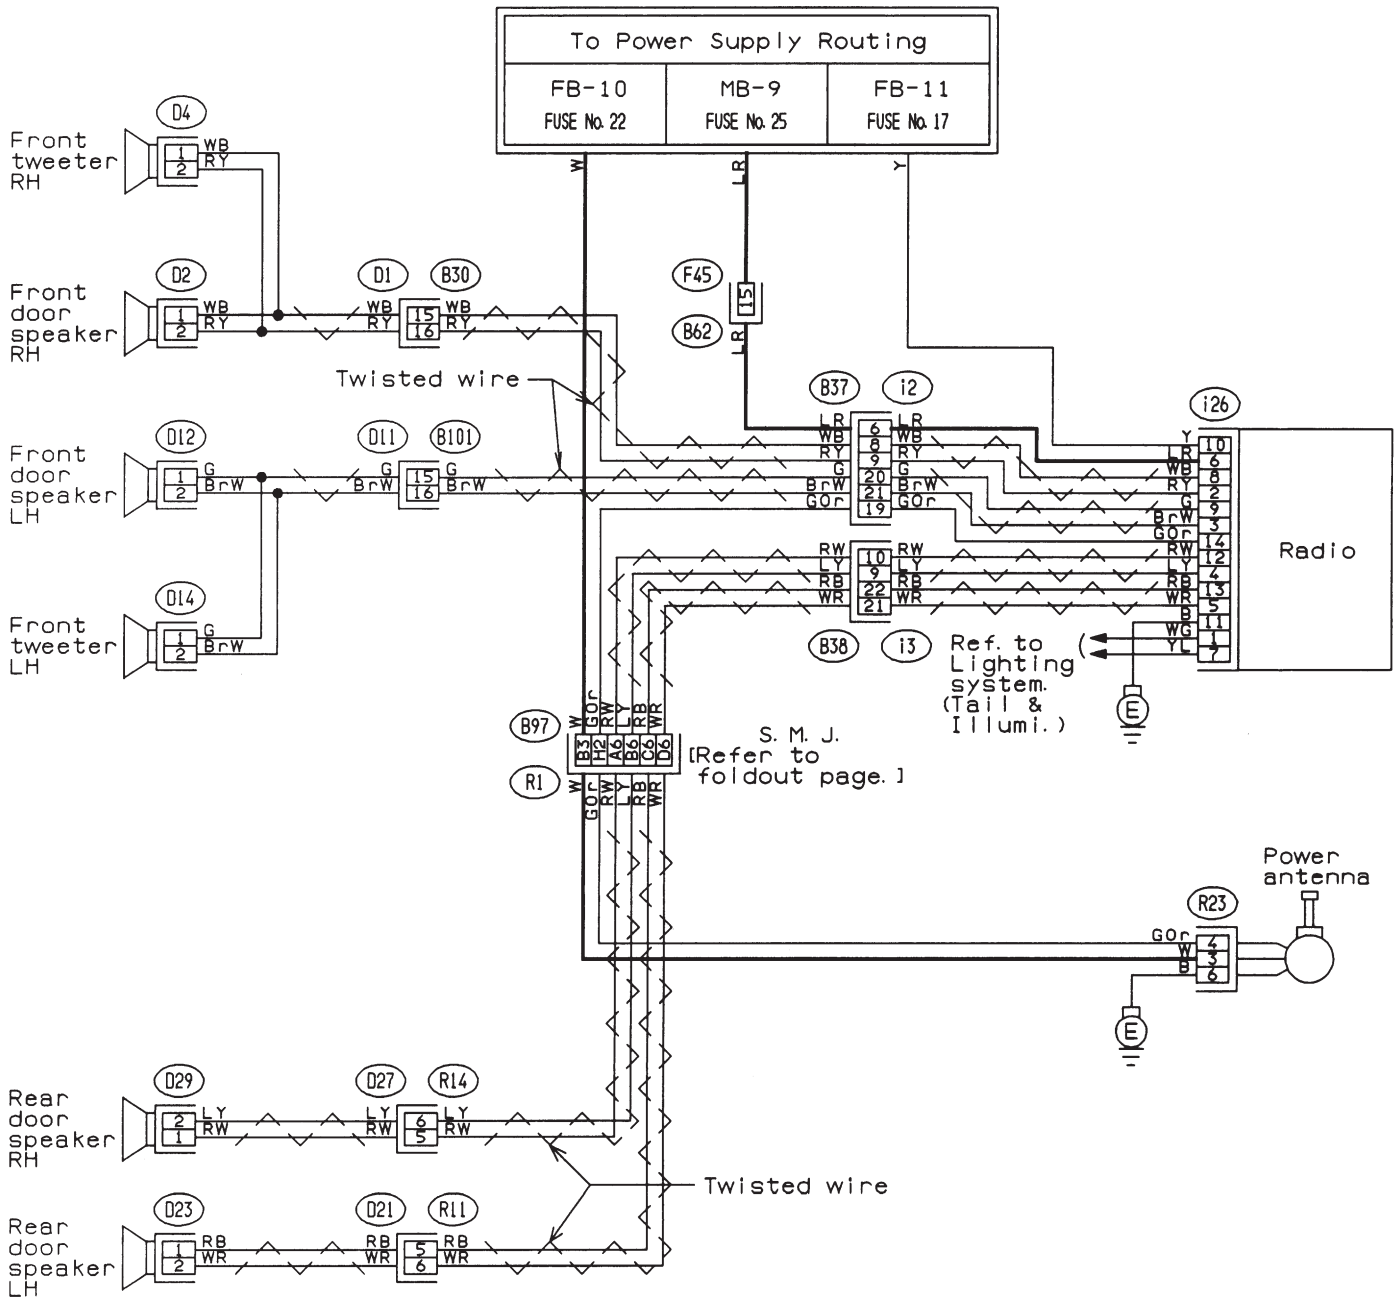 To Power Supply Routing
FB-10
FUSE No. 22
MB-9
FUSE No. 25
FB-11
FUSE No. 17
W
LR
Y
D4
Front
tweeter
RH
1
2
WB
RY
D2
Front
door
speaker
RH
1
2
WB
RY
D1
WB
RY
15
16
B30
WB
RY
F45
15
B62
LR
Twisted wire
D12
Front
door
speaker
LH
1
2
G
BrW
D11
G
BrW
15
16
B101
G
BrW
D14
Front
tweeter
LH
1
2
G
BrW
B37
i2
LR 6 LR
WB 8 WB
RY 9 RY
G 20 G
BrW 21 BrW
GOr 19 GOr
RW 10 RW
LY 9 LY
RB 22 RB
WR 21 WR
B38
i3
i26
Y 10
LR 6
WB 8
RY 2
G 9
BrW 3
GOr 14
RW 12
LY 4
RB 13
WR 5
B 11
WG 1
YL 7
Radio
Ref. to
Lighting
system.
(Tail &
Illumi.)
E
B97
W GOr RW LY RB WR
B3 H2 A6 B6 C6 D6
R1
W GOr RW LY RB WR
S. M. J.
[Refer to
foldout page.]
Power
antenna
R23
GOr 4
W 3
B 6
E
D29
Rear
door
speaker
RH
2
1
LY
RW
D27
LY
RW
6
5
R14
LY
RW
Twisted wire
D23
Rear
door
speaker
LH
1
2
RB
WR
D21
RB
WR
5
6
R11
RB
WR